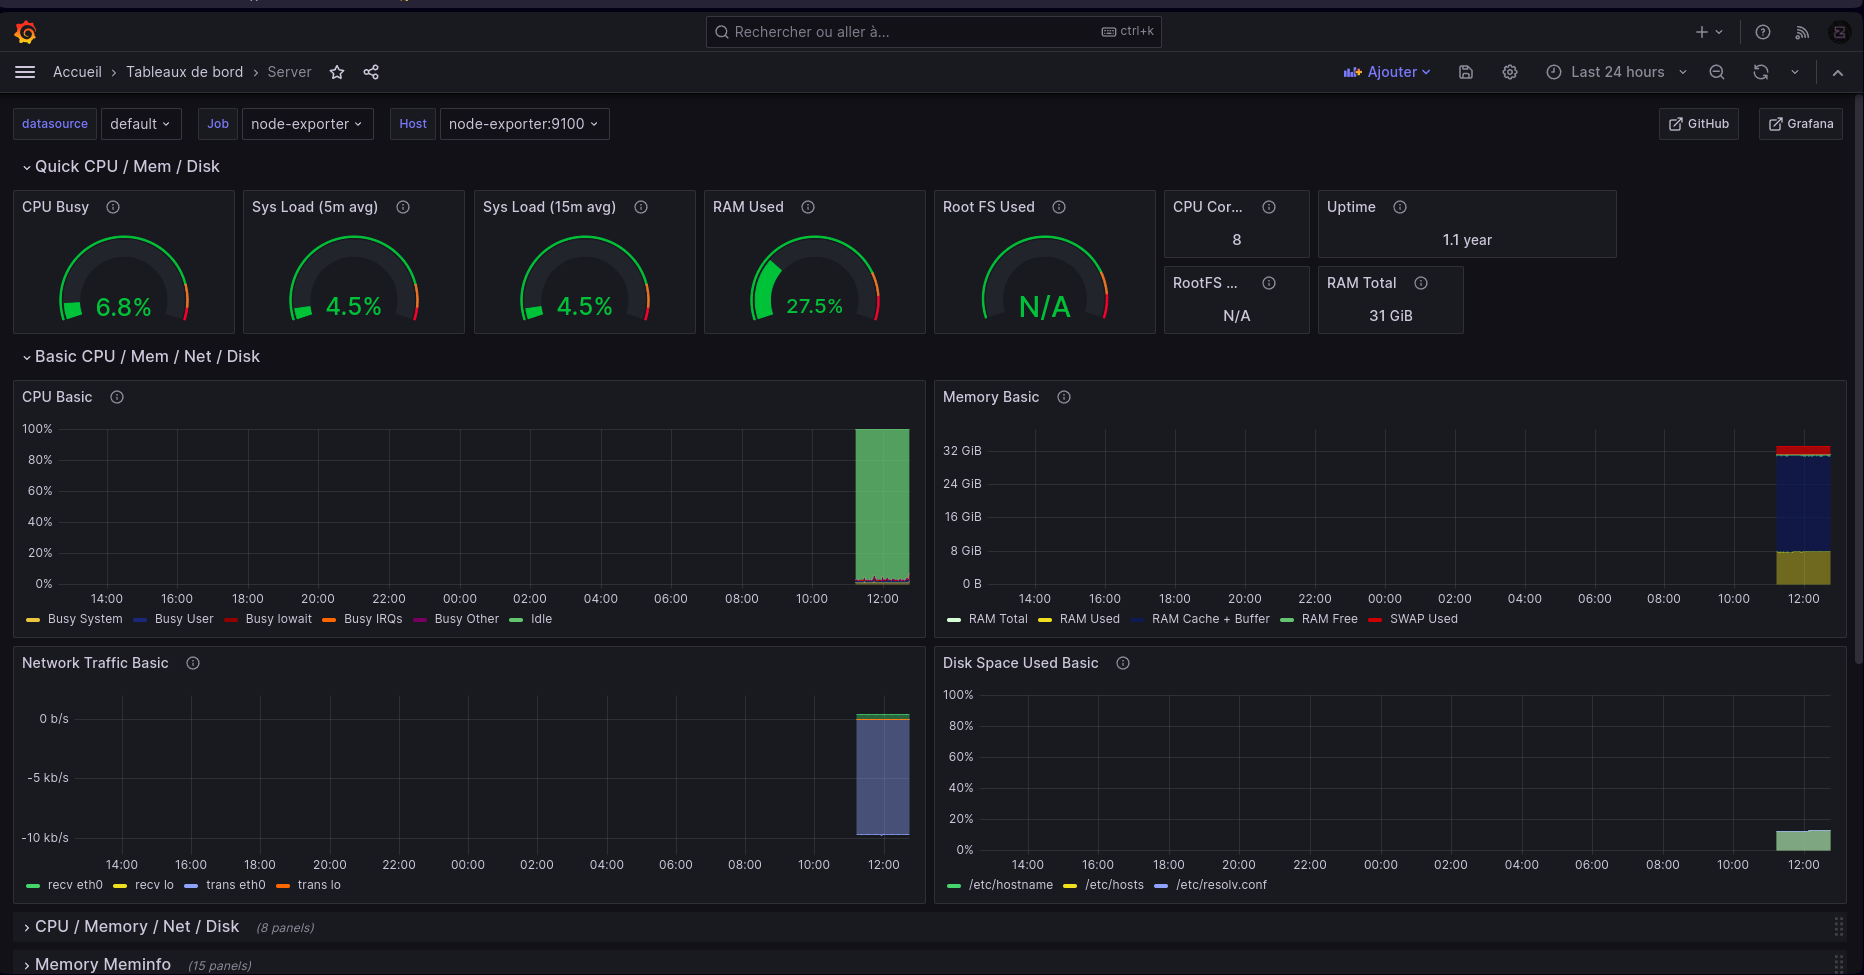 Rechercher ou aller à... ctrl+k
Accueil › Tableaux de bord › Server Ajouter Last 24 hours
datasource default Job node-exporter Host node-exporter:9100 GitHub Grafana
Quick CPU / Mem / Disk
CPU Busy
6.8%
Sys Load (5m avg)
4.5%
Sys Load (15m avg)
4.5%
RAM Used
27.5%
Root FS Used
N/A
CPU Cor...
8
Uptime
1.1 year
RootFS ...
N/A
RAM Total
31 GiB
Basic CPU / Mem / Net / Disk
CPU Basic
100%
80%
60%
40%
20%
0%
14:00 16:00 18:00 20:00 22:00 00:00 02:00 04:00 06:00 08:00 10:00 12:00
Busy System Busy User Busy Iowait Busy IRQs Busy Other Idle
Memory Basic
32 GiB
24 GiB
16 GiB
8 GiB
0 B
14:00 16:00 18:00 20:00 22:00 00:00 02:00 04:00 06:00 08:00 10:00 12:00
RAM Total RAM Used RAM Cache + Buffer RAM Free SWAP Used
Network Traffic Basic
0 b/s
-5 kb/s
-10 kb/s
14:00 16:00 18:00 20:00 22:00 00:00 02:00 04:00 06:00 08:00 10:00 12:00
recv eth0 recv lo trans eth0 trans lo
Disk Space Used Basic
100%
80%
60%
40%
20%
0%
14:00 16:00 18:00 20:00 22:00 00:00 02:00 04:00 06:00 08:00 10:00 12:00
/etc/hostname /etc/hosts /etc/resolv.conf
CPU / Memory / Net / Disk (8 panels)
Memory Meminfo (15 panels)